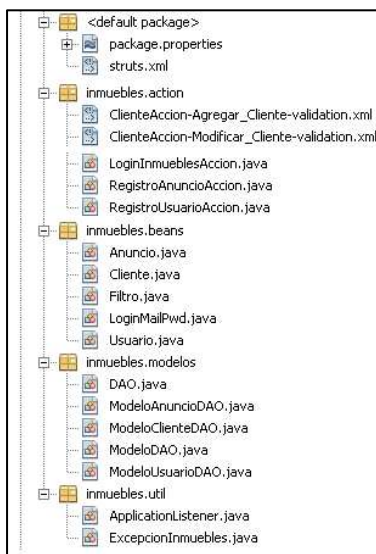 <default package>
package.properties
struts.xml
inmuebles.action
ClienteAccion-Agregar_Cliente-validation.xml
ClienteAccion-Modificar_Cliente-validation.xml
LoginInmueblesAccion.java
RegistroAnuncioAccion.java
RegistroUsuarioAccion.java
inmuebles.beans
Anuncio.java
Cliente.java
Filtro.java
LoginMailPwd.java
Usuario.java
inmuebles.modelos
DAO.java
ModeloAnuncioDAO.java
ModeloClienteDAO.java
ModeloDAO.java
ModeloUsuarioDAO.java
inmuebles.util
ApplicationListener.java
ExcepcionInmuebles.java